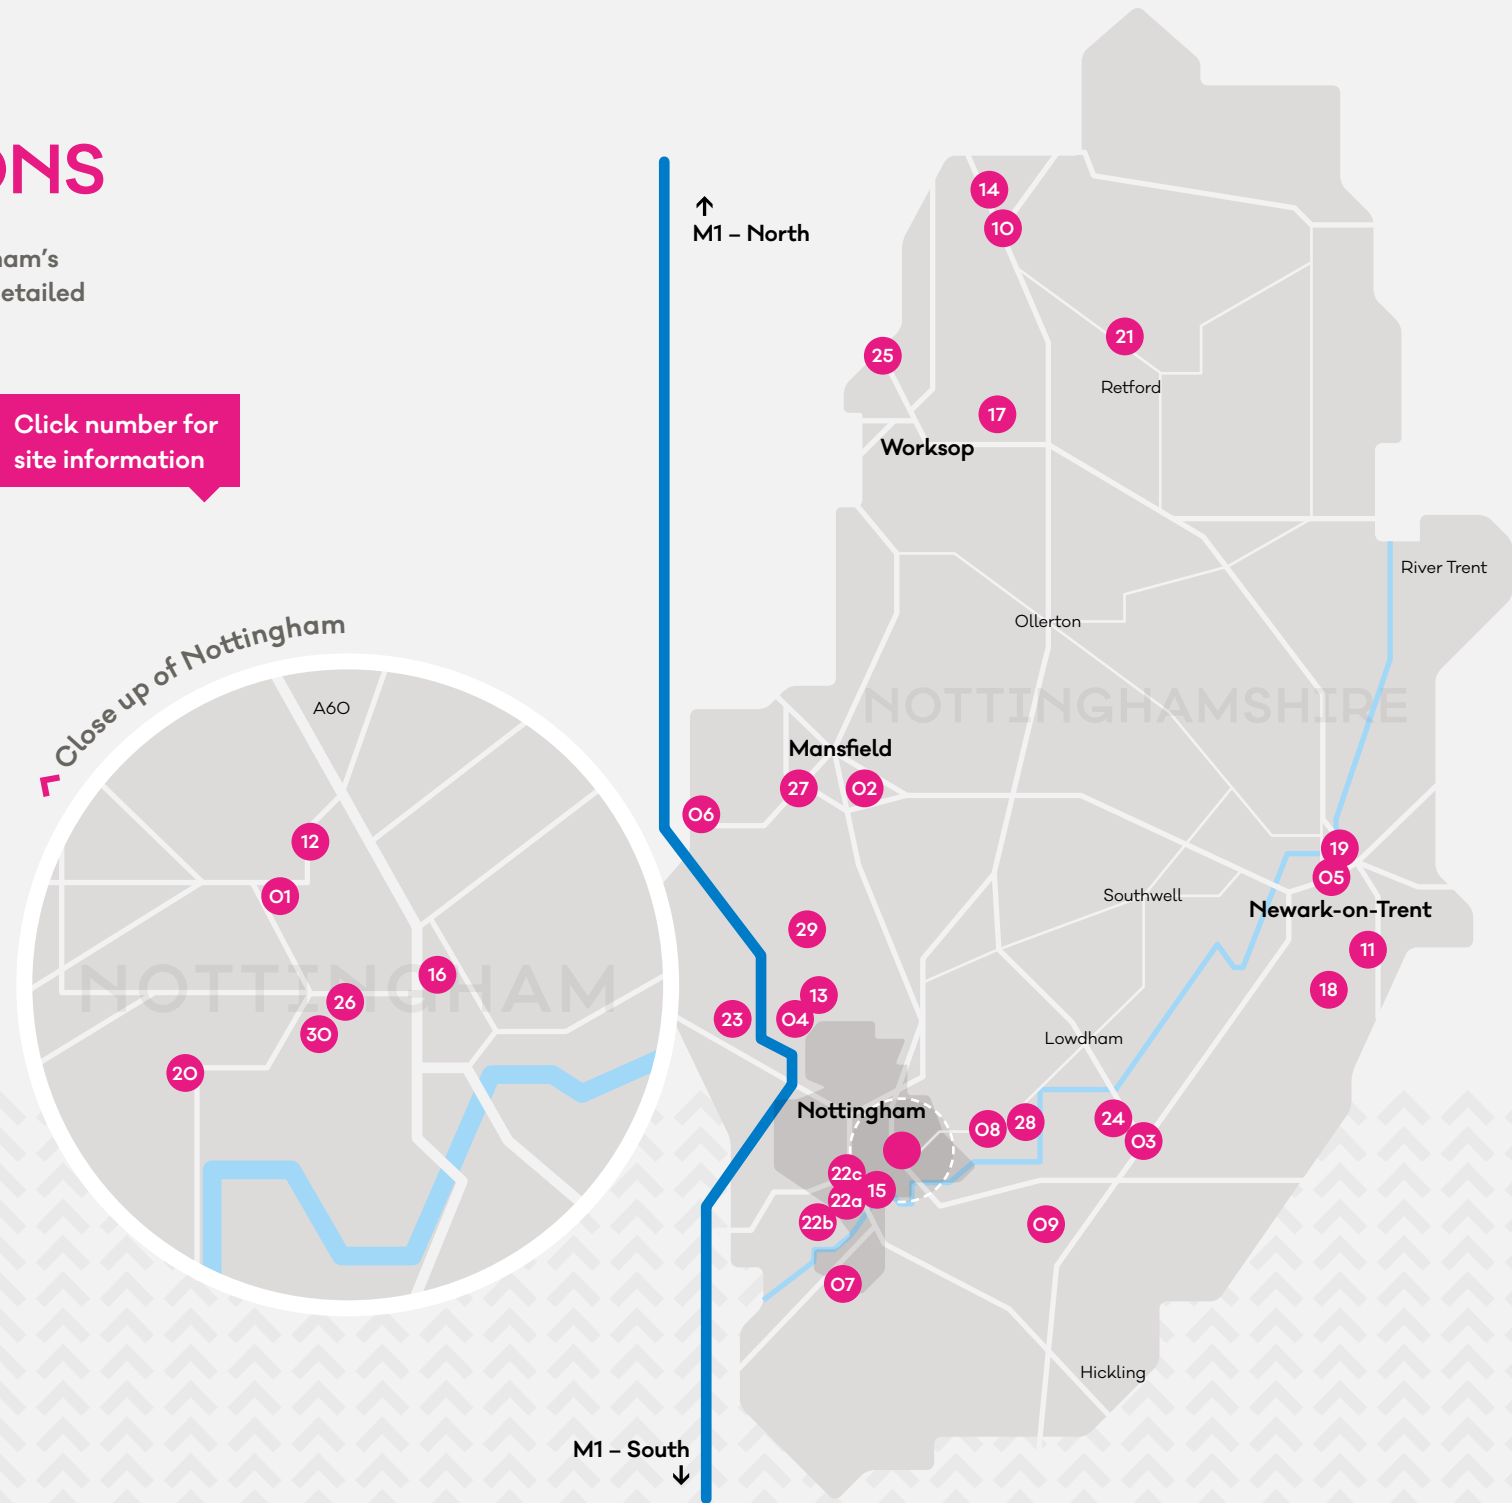 ONS
ham's
etailed
Click number for
site information
↑
M1 – North
14
10
21
Retford
25
17
Worksop
River Trent
Ollerton
NOTTINGHAMSHIRE
Mansfield
27
02
06
19
05
Southwell
Newark-on-Trent
29
11
18
13
23
04
Lowdham
Nottingham
08
28
24
03
22c
15
22a
22b
09
07
Hickling
M1 – South
↓
Close up of Nottingham
A60
12
01
16
NOTTINGHAM
26
30
20